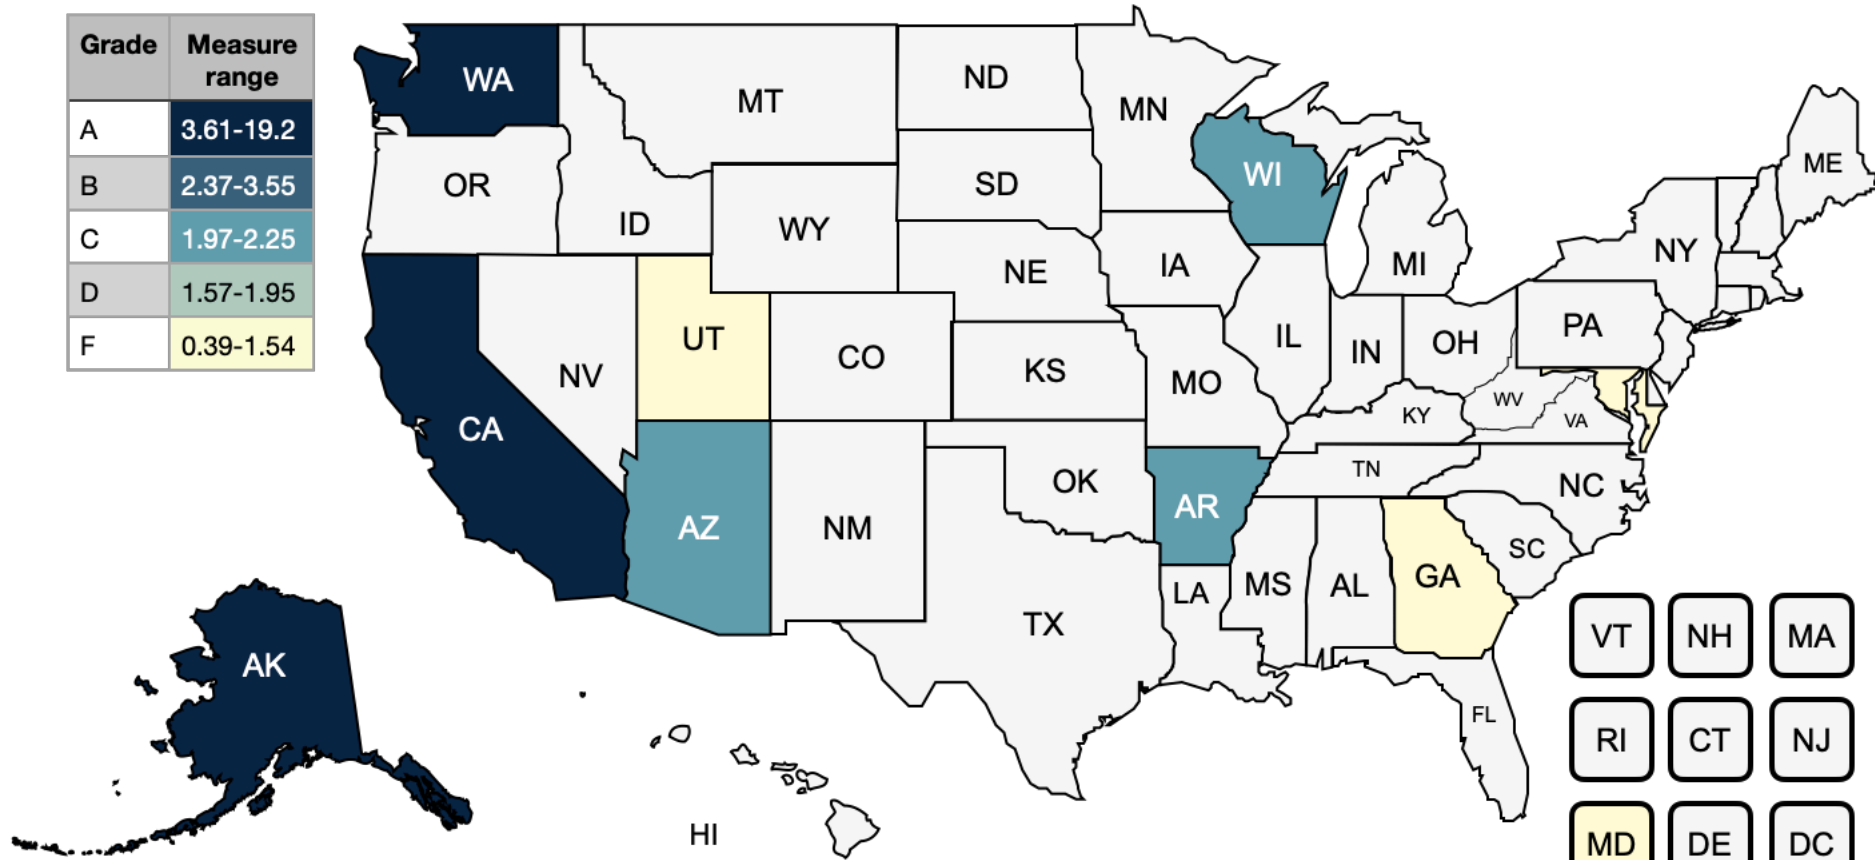 Grade Measure range
A 3.61-19.2
B 2.37-3.55
C 1.97-2.25
D 1.57-1.95
F 0.39-1.54
WA
MT
ND
MN
ME
OR
ID
WY
SD
WI
MI
NY
NE
IA
PA
UT
CO
NV
KS
MO
IL
IN
OH
WV
VA
KY
CA
TN
NC
AZ
NM
OK
AR
SC
MS
AL
GA
LA
TX
FL
AK
HI
VT NH MA
RI CT NJ
MD DE DC